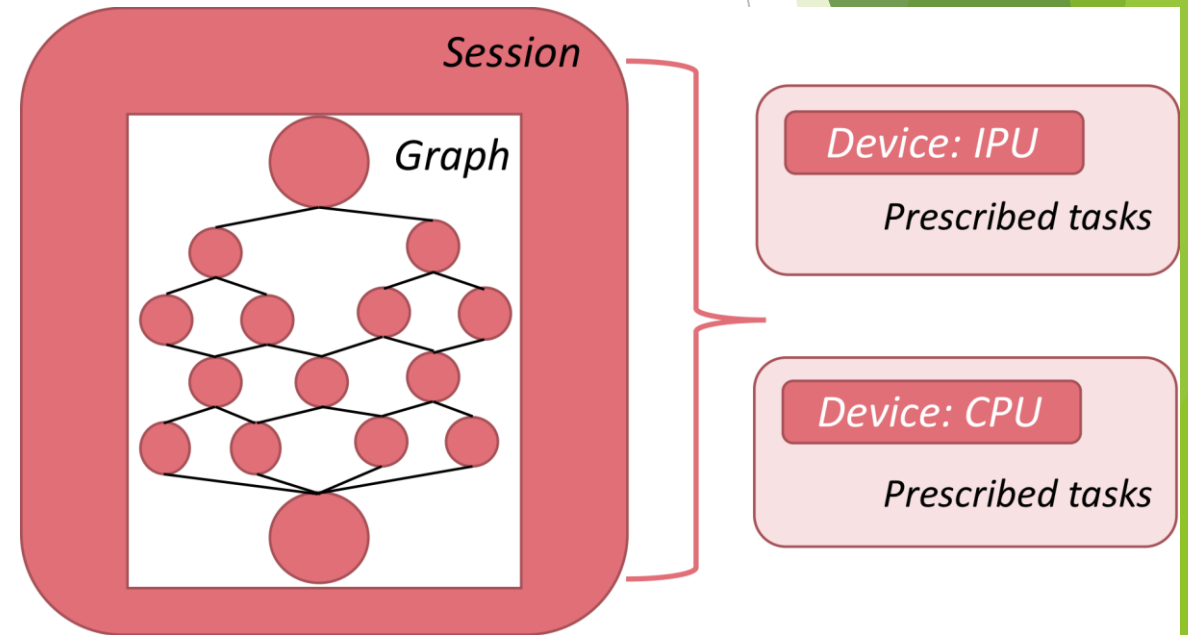 Session
Graph
Device: IPU
Prescribed tasks
Device: CPU
Prescribed tasks